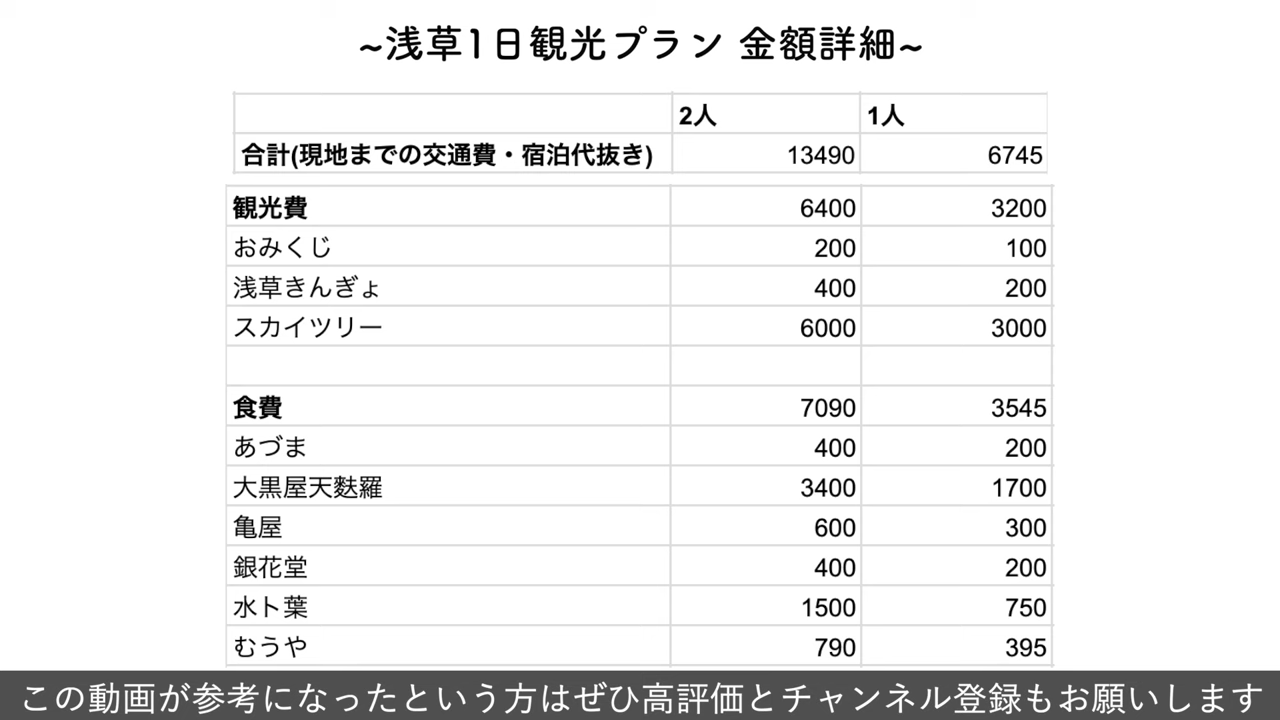 ~浅草1日観光プラン 金額詳細~
2人 1人
合計(現地までの交通費・宿泊代抜き) 13490 6745
観光費 6400 3200
おみくじ 200 100
浅草きんぎょ 400 200
スカイツリー 6000 3000
食費 7090 3545
あづま 400 200
大黒屋天麩羅 3400 1700
亀屋 600 300
銀花堂 400 200
水ト葉 1500 750
むうや 790 395
この動画が参考になったという方はぜひ高評価とチャンネル登録もお願いします